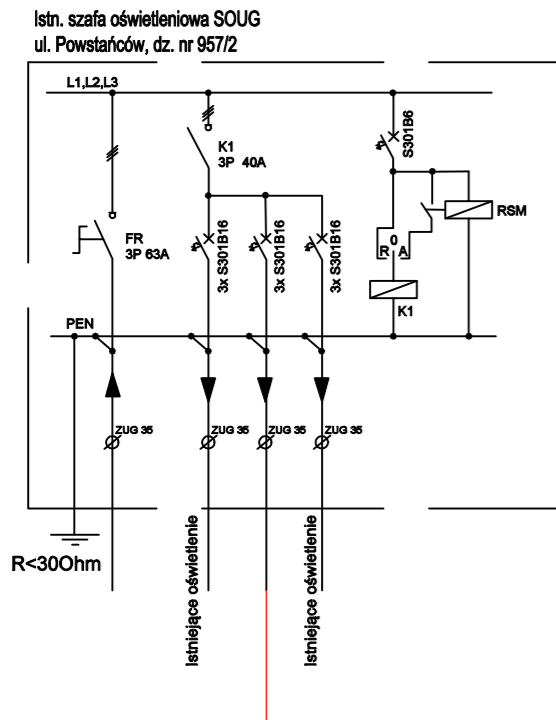 Istn. szafa oświetleniowa SOUG
ul. Powstańców, dz. nr 957/2
L1,L2,L3
K1
3P 40A
S301B6
RSM
FR
3P 63A
3x S301B16
3x S301B16
3x S301B16
0
R A
K1
PEN
ZUG 35
ZUG 35
ZUG 35
ZUG 35
R<30Ohm
Istniejące oświetlenie
Istniejące oświetlenie